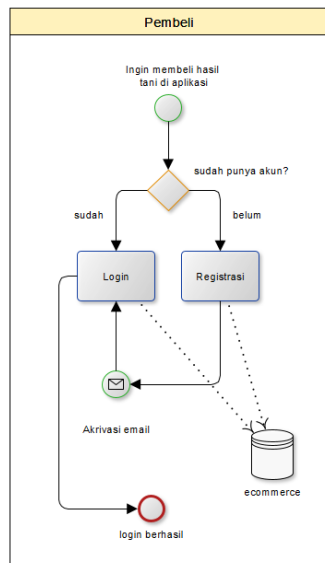 Pembeli
Ingin membeli hasil
tani di aplikasi
sudah punya akun?
sudah
belum
Login
Registrasi
Akrivasi email
ecommerce
login berhasil